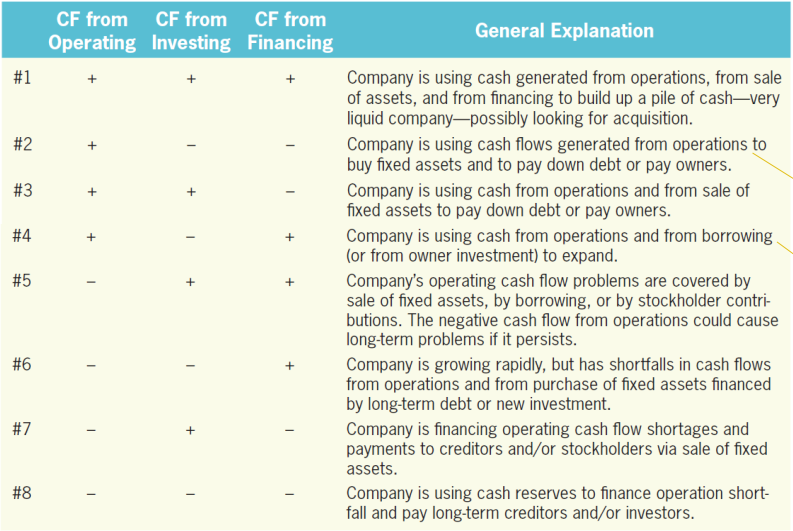 CF from CF from CF from
Operating Investing Financing General Explanation
#1 + + + Company is using cash generated from operations, from sale
of assets, and from financing to build up a pile of cash—very
liquid company—possibly looking for acquisition.
#2 + – – Company is using cash flows generated from operations to
buy fixed assets and to pay down debt or pay owners.
#3 + + – Company is using cash from operations and from sale of
fixed assets to pay down debt or pay owners.
#4 + – + Company is using cash from operations and from borrowing
(or from owner investment) to expand.
#5 – + + Company's operating cash flow problems are covered by
sale of fixed assets, by borrowing, or by stockholder contri-
butions. The negative cash flow from operations could cause
long-term problems if it persists.
#6 – – + Company is growing rapidly, but has shortfalls in cash flows
from operations and from purchase of fixed assets financed
by long-term debt or new investment.
#7 – + – Company is financing operating cash flow shortages and
payments to creditors and/or stockholders via sale of fixed
assets.
#8 – – – Company is using cash reserves to finance operation short-
fall and pay long-term creditors and/or investors.